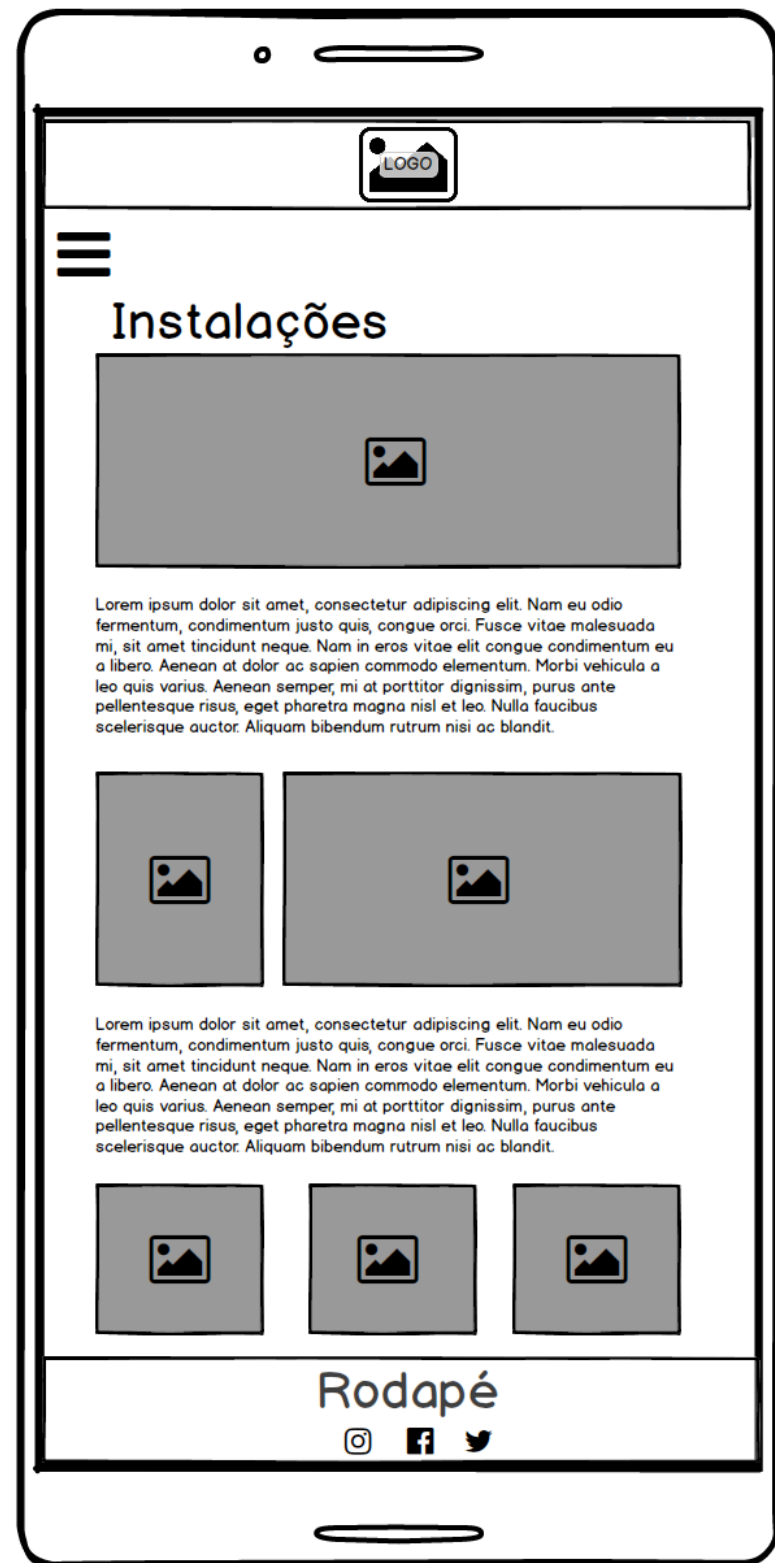 LOGO
Instalações
Lorem ipsum dolor sit amet, consectetur adipiscing elit. Nam eu odio
fermentum, condimentum justo quis, congue orci. Fusce vitae malesuada
mi, sit amet tincidunt neque. Nam in eros vitae elit congue condimentum eu
a libero. Aenean at dolor ac sapien commodo elementum. Morbi vehicula a
leo quis varius. Aenean semper, mi at porttitor dignissim, purus ante
pellentesque risus, eget pharetra magna nisl et leo. Nulla faucibus
scelerisque auctor. Aliquam bibendum rutrum nisi ac blandit.
Lorem ipsum dolor sit amet, consectetur adipiscing elit. Nam eu odio
fermentum, condimentum justo quis, congue orci. Fusce vitae malesuada
mi, sit amet tincidunt neque. Nam in eros vitae elit congue condimentum eu
a libero. Aenean at dolor ac sapien commodo elementum. Morbi vehicula a
leo quis varius. Aenean semper, mi at porttitor dignissim, purus ante
pellentesque risus, eget pharetra magna nisl et leo. Nulla faucibus
scelerisque auctor. Aliquam bibendum rutrum nisi ac blandit.
Rodapé